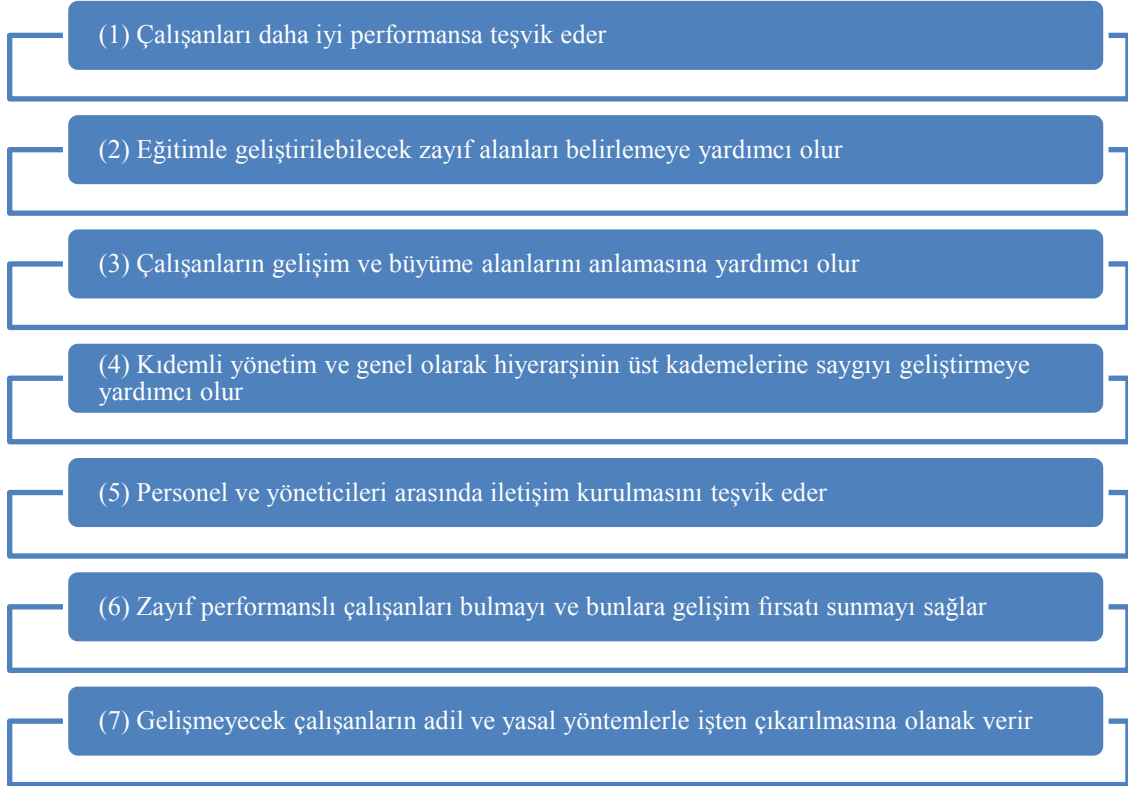 (1) Çalışanları daha iyi performansa teşvik eder
(2) Eğitimle geliştirilebilecek zayıf alanları belirlemeye yardımcı olur
(3) Çalışanların gelişim ve büyüme alanlarını anlamasına yardımcı olur
(4) Kıdemli yönetim ve genel olarak hiyerarşinin üst kademelerine saygıyı geliştirmeye
yardımcı olur
(5) Personel ve yöneticileri arasında iletişim kurulmasını teşvik eder
(6) Zayıf performanslı çalışanları bulmayı ve bunlara gelişim fırsatı sunmayı sağlar
(7) Gelişmeyecek çalışanların adil ve yasal yöntemlerle işten çıkarılmasına olanak verir